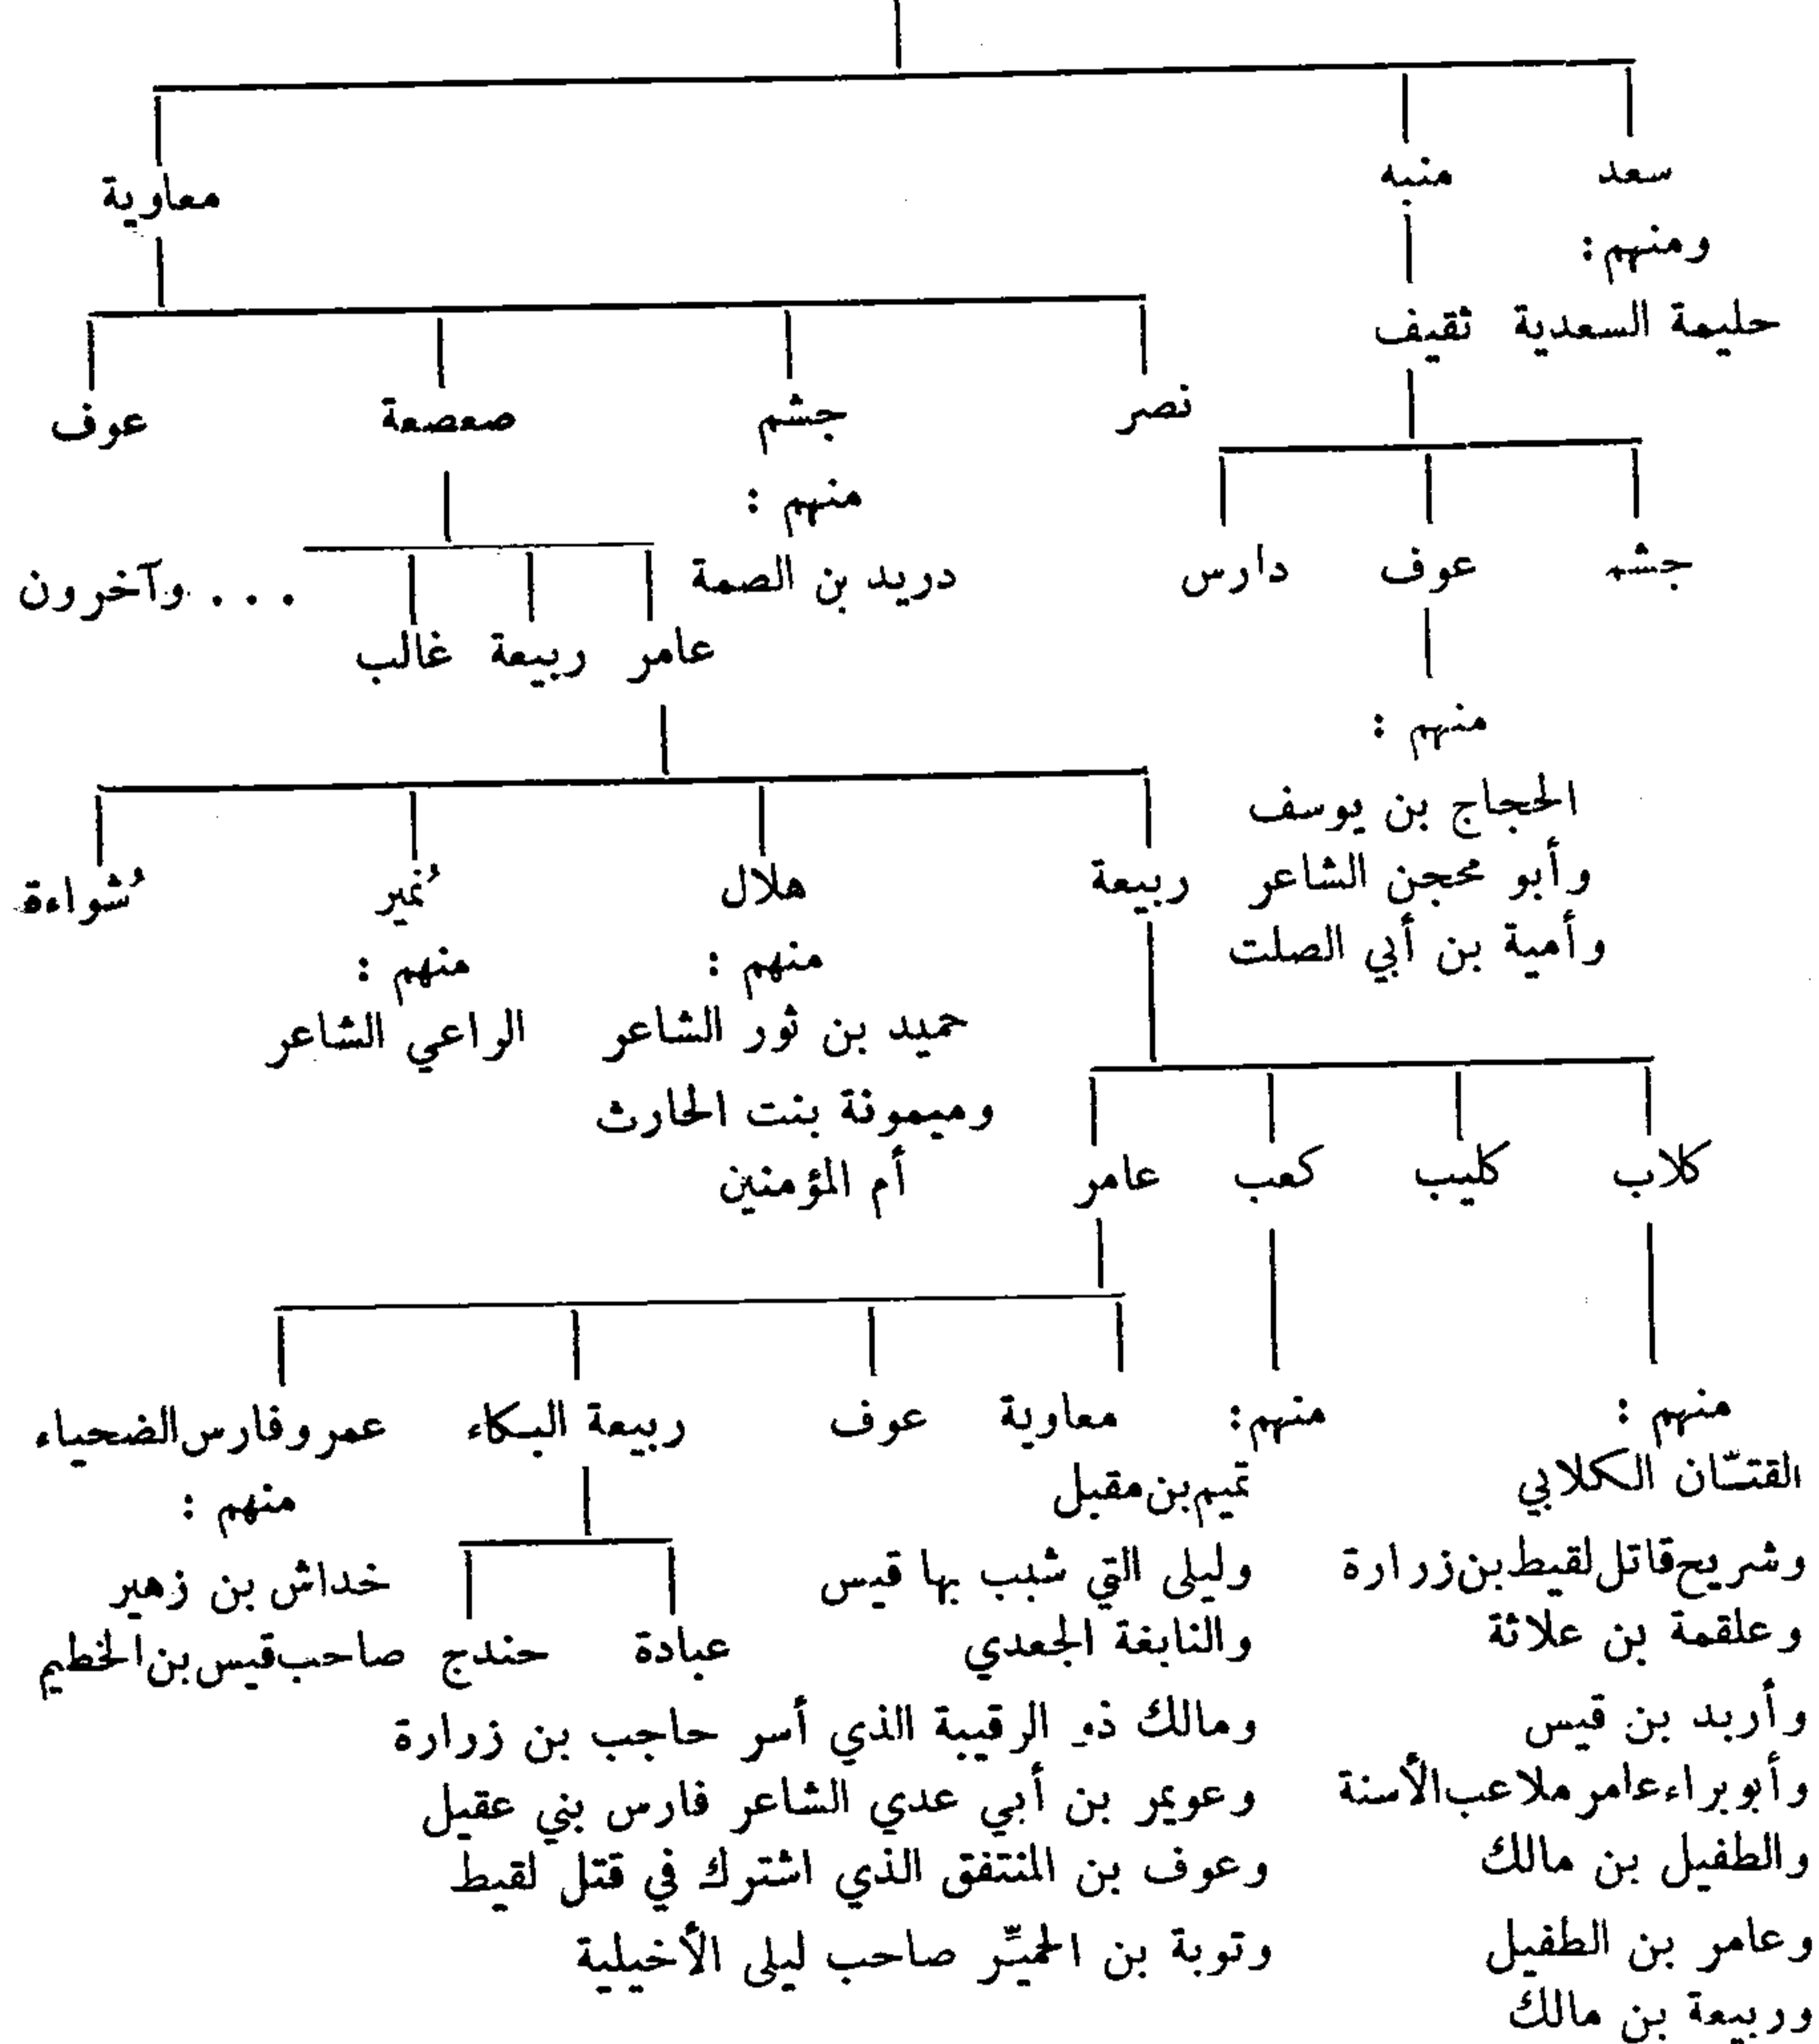 سعد
منبه
معاوية
ومنهم :
حليمة السعدية
ثقيف
نصر
جشم
صعصعة
عوف
منهم :
دريد بن الصمة
جشم
عوف
دارس
. . . وآخرون
عامر
ربيعة
غالب
منهم :
الحجاج بن يوسف
وأبو محجن الشاعر
وأمية بن أبي الصلت
ربيعة
هلال
نُمير
شُواءة
منهم :
حميد بن ثور الشاعر
وميمونة بنت الحارث
أم المؤمنين
منهم :
الراعي الشاعر
كلاب
كليب
كعب
عامر
منهم :
القتّان الكلابي
وشريح قاتل لقيط بن زرارة
وعلقمة بن علاثة
وأربد بن قيس
وأبو براء عامر ملاعب الأسنة
والطفيل بن مالك
وعامر بن الطفيل
وربيعة بن مالك
منهم :
تميم بن مقبل
وليلى التي شبب بها قيس
والنابغة الجعدي
ومالك ذو الرقيبة الذي أسر حاجب بن زرارة
وعويمر بن أبي عدي الشاعر فارس بني عقيل
وعوف بن المنتفق الذي اشترك في قتل لقيط
وتوبة بن الحميّر صاحب ليلى الأخيلية
معاوية
عوف
ربيعة البكاء
عمرو فارس الضحياء
عبادة
حندج
منهم :
خداش بن زهير
صاحب قيس بن الخطيم